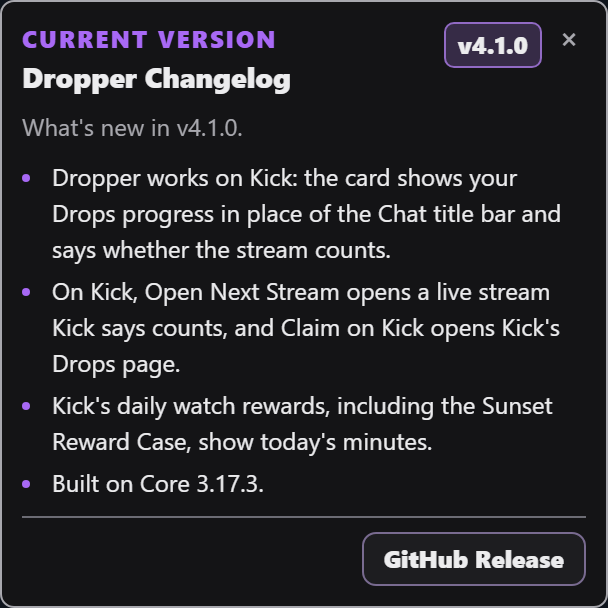 CURRENT VERSION
v4.1.0
×
Dropper Changelog
What's new in v4.1.0.
• Dropper works on Kick: the card shows your
Drops progress in place of the Chat title bar and
says whether the stream counts.
• On Kick, Open Next Stream opens a live stream
Kick says counts, and Claim on Kick opens Kick's
Drops page.
• Kick's daily watch rewards, including the Sunset
Reward Case, show today's minutes.
• Built on Core 3.17.3.
GitHub Release